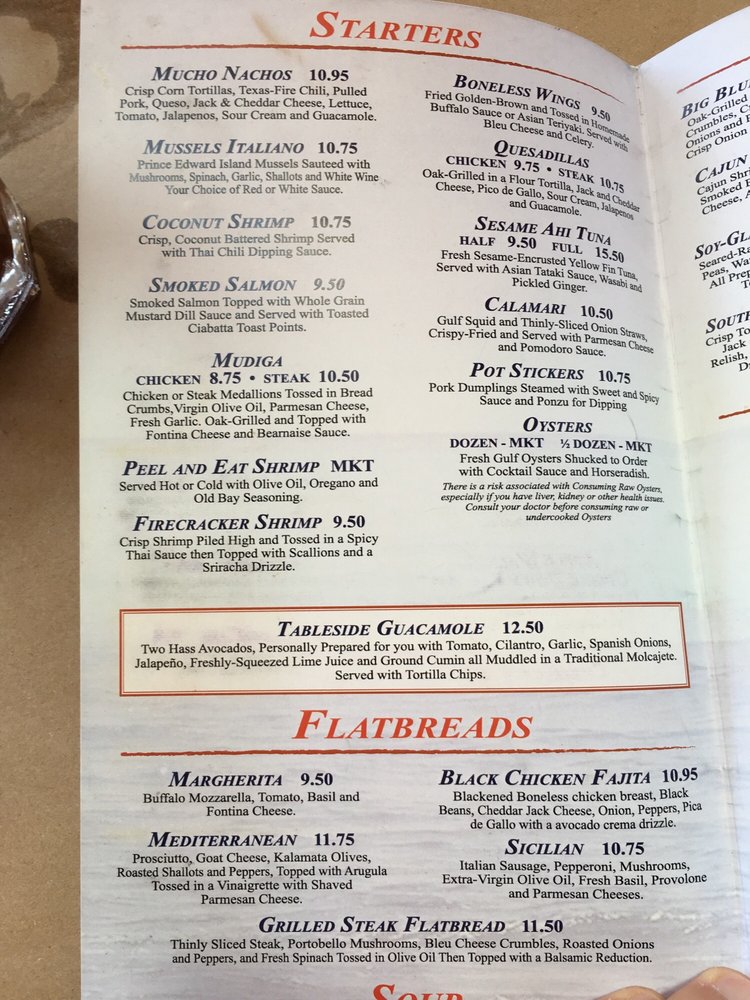 STARTERS
MUCHO NACHOS 10.95
Crisp Corn Tortillas, Texas-Fire Chili, Pulled
Pork, Queso, Jack & Cheddar Cheese, Lettuce,
Tomato, Jalapenos, Sour Cream and Guacamole.
MUSSELS ITALIANO 10.75
Prince Edward Island Mussels Sauteed with
Mushrooms, Spinach, Garlic, Shallots and White Wine
Your Choice of Red or White Sauce.
COCONUT SHRIMP 10.75
Crisp, Coconut Battered Shrimp Served
with Thai Chili Dipping Sauce.
SMOKED SALMON 9.50
Smoked Salmon Topped with Whole Grain
Mustard Dill Sauce and Served with Toasted
Ciabatta Toast Points.
MUDIGA
CHICKEN 8.75 • STEAK 10.50
Chicken or Steak Medallions Tossed in Bread
Crumbs,Virgin Olive Oil, Parmesan Cheese,
Fresh Garlic. Oak-Grilled and Topped with
Fontina Cheese and Bearnaise Sauce.
PEEL AND EAT SHRIMP MKT
Served Hot or Cold with Olive Oil, Oregano and
Old Bay Seasoning.
FIRECRACKER SHRIMP 9.50
Crisp Shrimp Piled High and Tossed in a Spicy
Thai Sauce then Topped with Scallions and a
Sriracha Drizzle.
BONELESS WINGS 9.50
Fried Golden-Brown and Tossed in Homemade
Buffalo Sauce or Asian Teriyaki. Served with
Bleu Cheese and Celery.
QUESADILLAS
CHICKEN 9.75 • STEAK 10.75
Oak-Grilled in a Flour Tortilla, Jack and Cheddar
Cheese, Pico de Gallo, Sour Cream, Jalapenos
and Guacamole.
SESAME AHI TUNA
HALF 9.50 FULL 15.50
Fresh Sesame-Encrusted Yellow Fin Tuna,
Served with Asian Tataki Sauce, Wasabi and
Pickled Ginger.
CALAMARI 10.50
Gulf Squid and Thinly-Sliced Onion Straws,
Crispy-Fried and Served with Parmesan Cheese
and Pomodoro Sauce.
POT STICKERS 10.75
Pork Dumplings Steamed with Sweet and Spicy
Sauce and Ponzu for Dipping
OYSTERS
DOZEN - MKT ½ DOZEN - MKT
Fresh Gulf Oysters Shucked to Order
with Cocktail Sauce and Horseradish.
There is a risk associated with Consuming Raw Oysters,
especially if you have liver, kidney or other health issues.
Consult your doctor before consuming raw or
undercooked Oysters
TABLESIDE GUACAMOLE 12.50
Two Hass Avocados, Personally Prepared for you with Tomato, Cilantro, Garlic, Spanish Onions,
Jalapeño, Freshly-Squeezed Lime Juice and Ground Cumin all Muddled in a Traditional Molcajete.
Served with Tortilla Chips.
FLATBREADS
MARGHERITA 9.50
Buffalo Mozzarella, Tomato, Basil and
Fontina Cheese.
MEDITERRANEAN 11.75
Prosciutto, Goat Cheese, Kalamata Olives,
Roasted Shallots and Peppers, Topped with Arugula
Tossed in a Vinaigrette with Shaved
Parmesan Cheese.
BLACK CHICKEN FAJITA 10.95
Blackened Boneless chicken breast, Black
Beans, Cheddar Jack Cheese, Onion, Peppers, Pica
de Gallo with a avocado crema drizzle.
SICILIAN 10.75
Italian Sausage, Pepperoni, Mushrooms,
Extra-Virgin Olive Oil, Fresh Basil, Provolone
and Parmesan Cheeses.
GRILLED STEAK FLATBREAD 11.50
Thinly Sliced Steak, Portobello Mushrooms, Bleu Cheese Crumbles, Roasted Onions
and Peppers, and Fresh Spinach Tossed in Olive Oil Then Topped with a Balsamic Reduction.
SOUP
BIG
Oak-Grilled
Crumbles,
Onions and
Crisp Onion
CAJUN
Cajun
Smoked
Cheese,
Seared-
Peas,
All
SOUTH
Crisp
Jack
Relish,